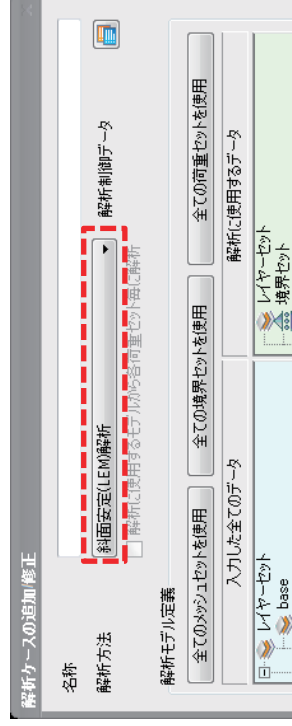 解析ケースの追加/修正
名称
解析方法 斜面安定(LEM)解析 解析制御データ
解析に使用するモデルから各荷重セット毎に解析
解析モデル定義
全てのメッシュセットを使用 全ての境界セットを使用 全ての荷重セットを使用
入力した全てのデータ 解析に使用するデータ
レイヤーセット レイヤーセット
base 境界セット